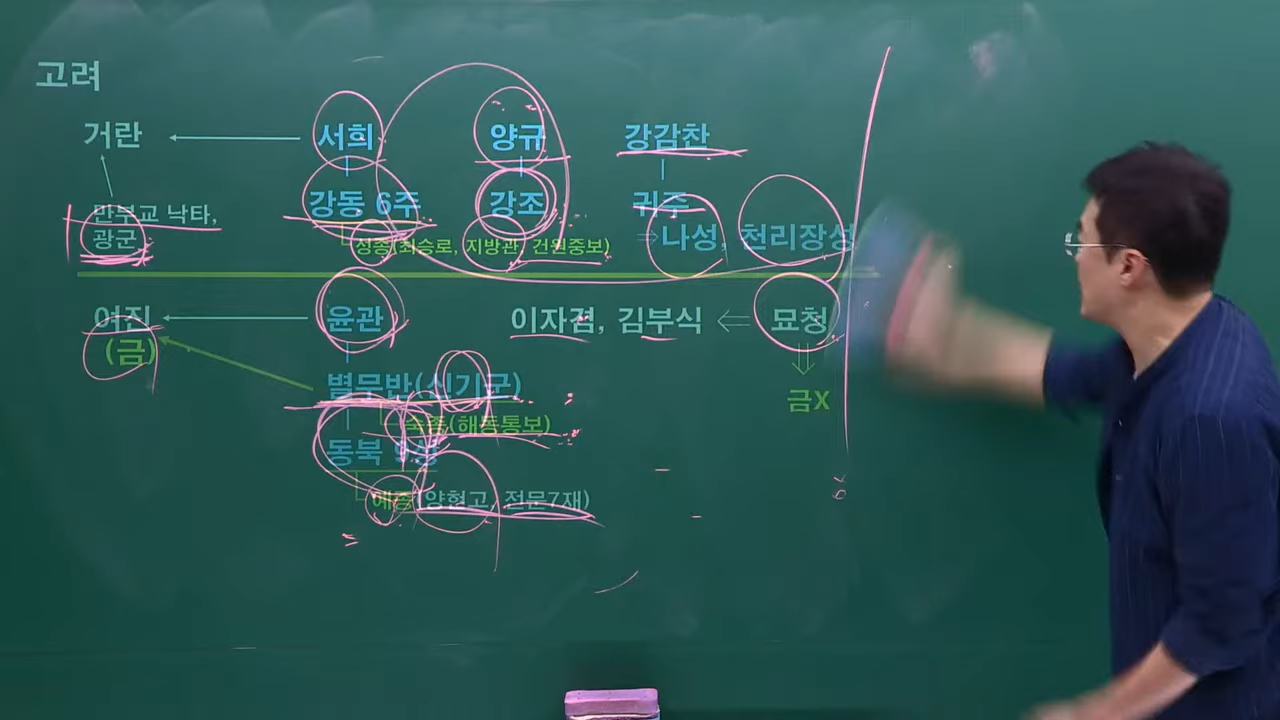 고려
거란 서희 양규 강감찬
강동 6주 강조 귀주
만부교 낙타,
광군
성종(최승로, 지방관, 건원중보)
⇒나성, 천리장성
여진 윤관 이자겸, 김부식 ⇐ 묘청
(금)
별무반(신기군)
금X
숙종(해동통보)
동북 9성
예종(양현고, 전문7재)